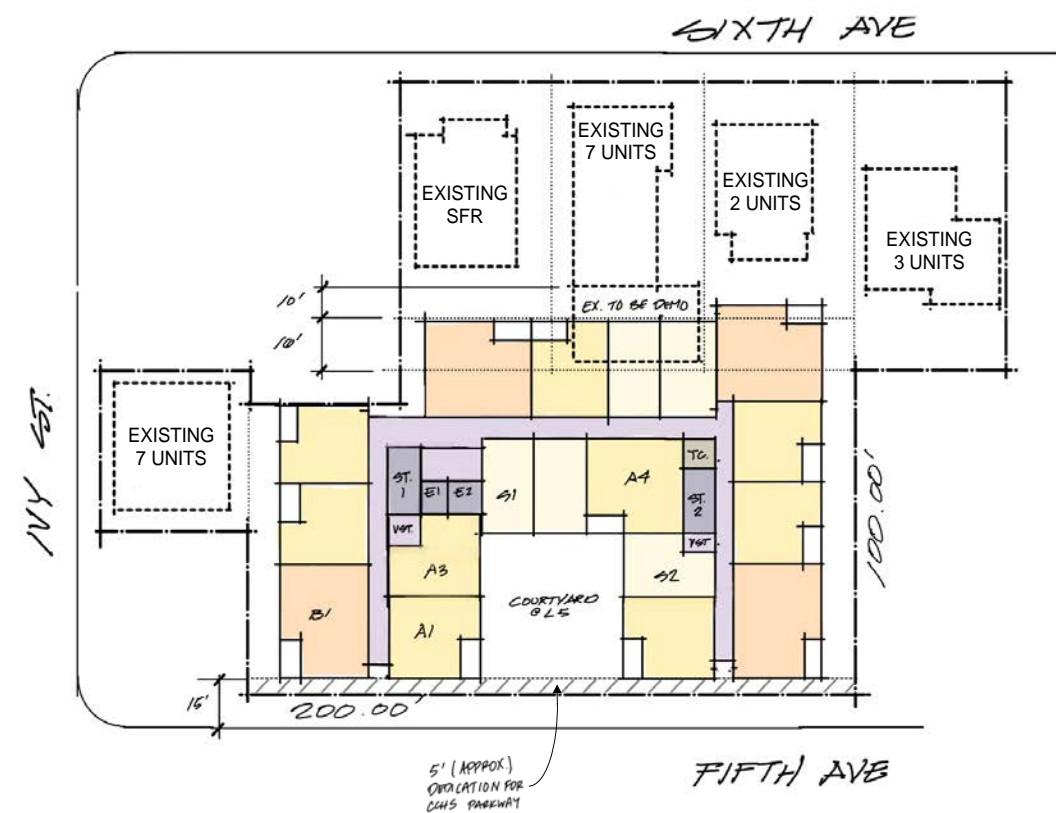 SIXTH AVE
EXISTING
7 UNITS
EXISTING
SFR
EXISTING
2 UNITS
EXISTING
3 UNITS
10'
EX. TO BE DEMO
10'
IVY ST.
EXISTING
7 UNITS
ST.
1
E1
E2
VST.
S1
A4
TC.
ST.
2
VST
100.00'
A3
S2
COURTYARD
@ L5
B1
A1
15'
200.00'
5' (APPROX.)
DEDICATION FOR
CCHS PARKWAY
FIFTH AVE